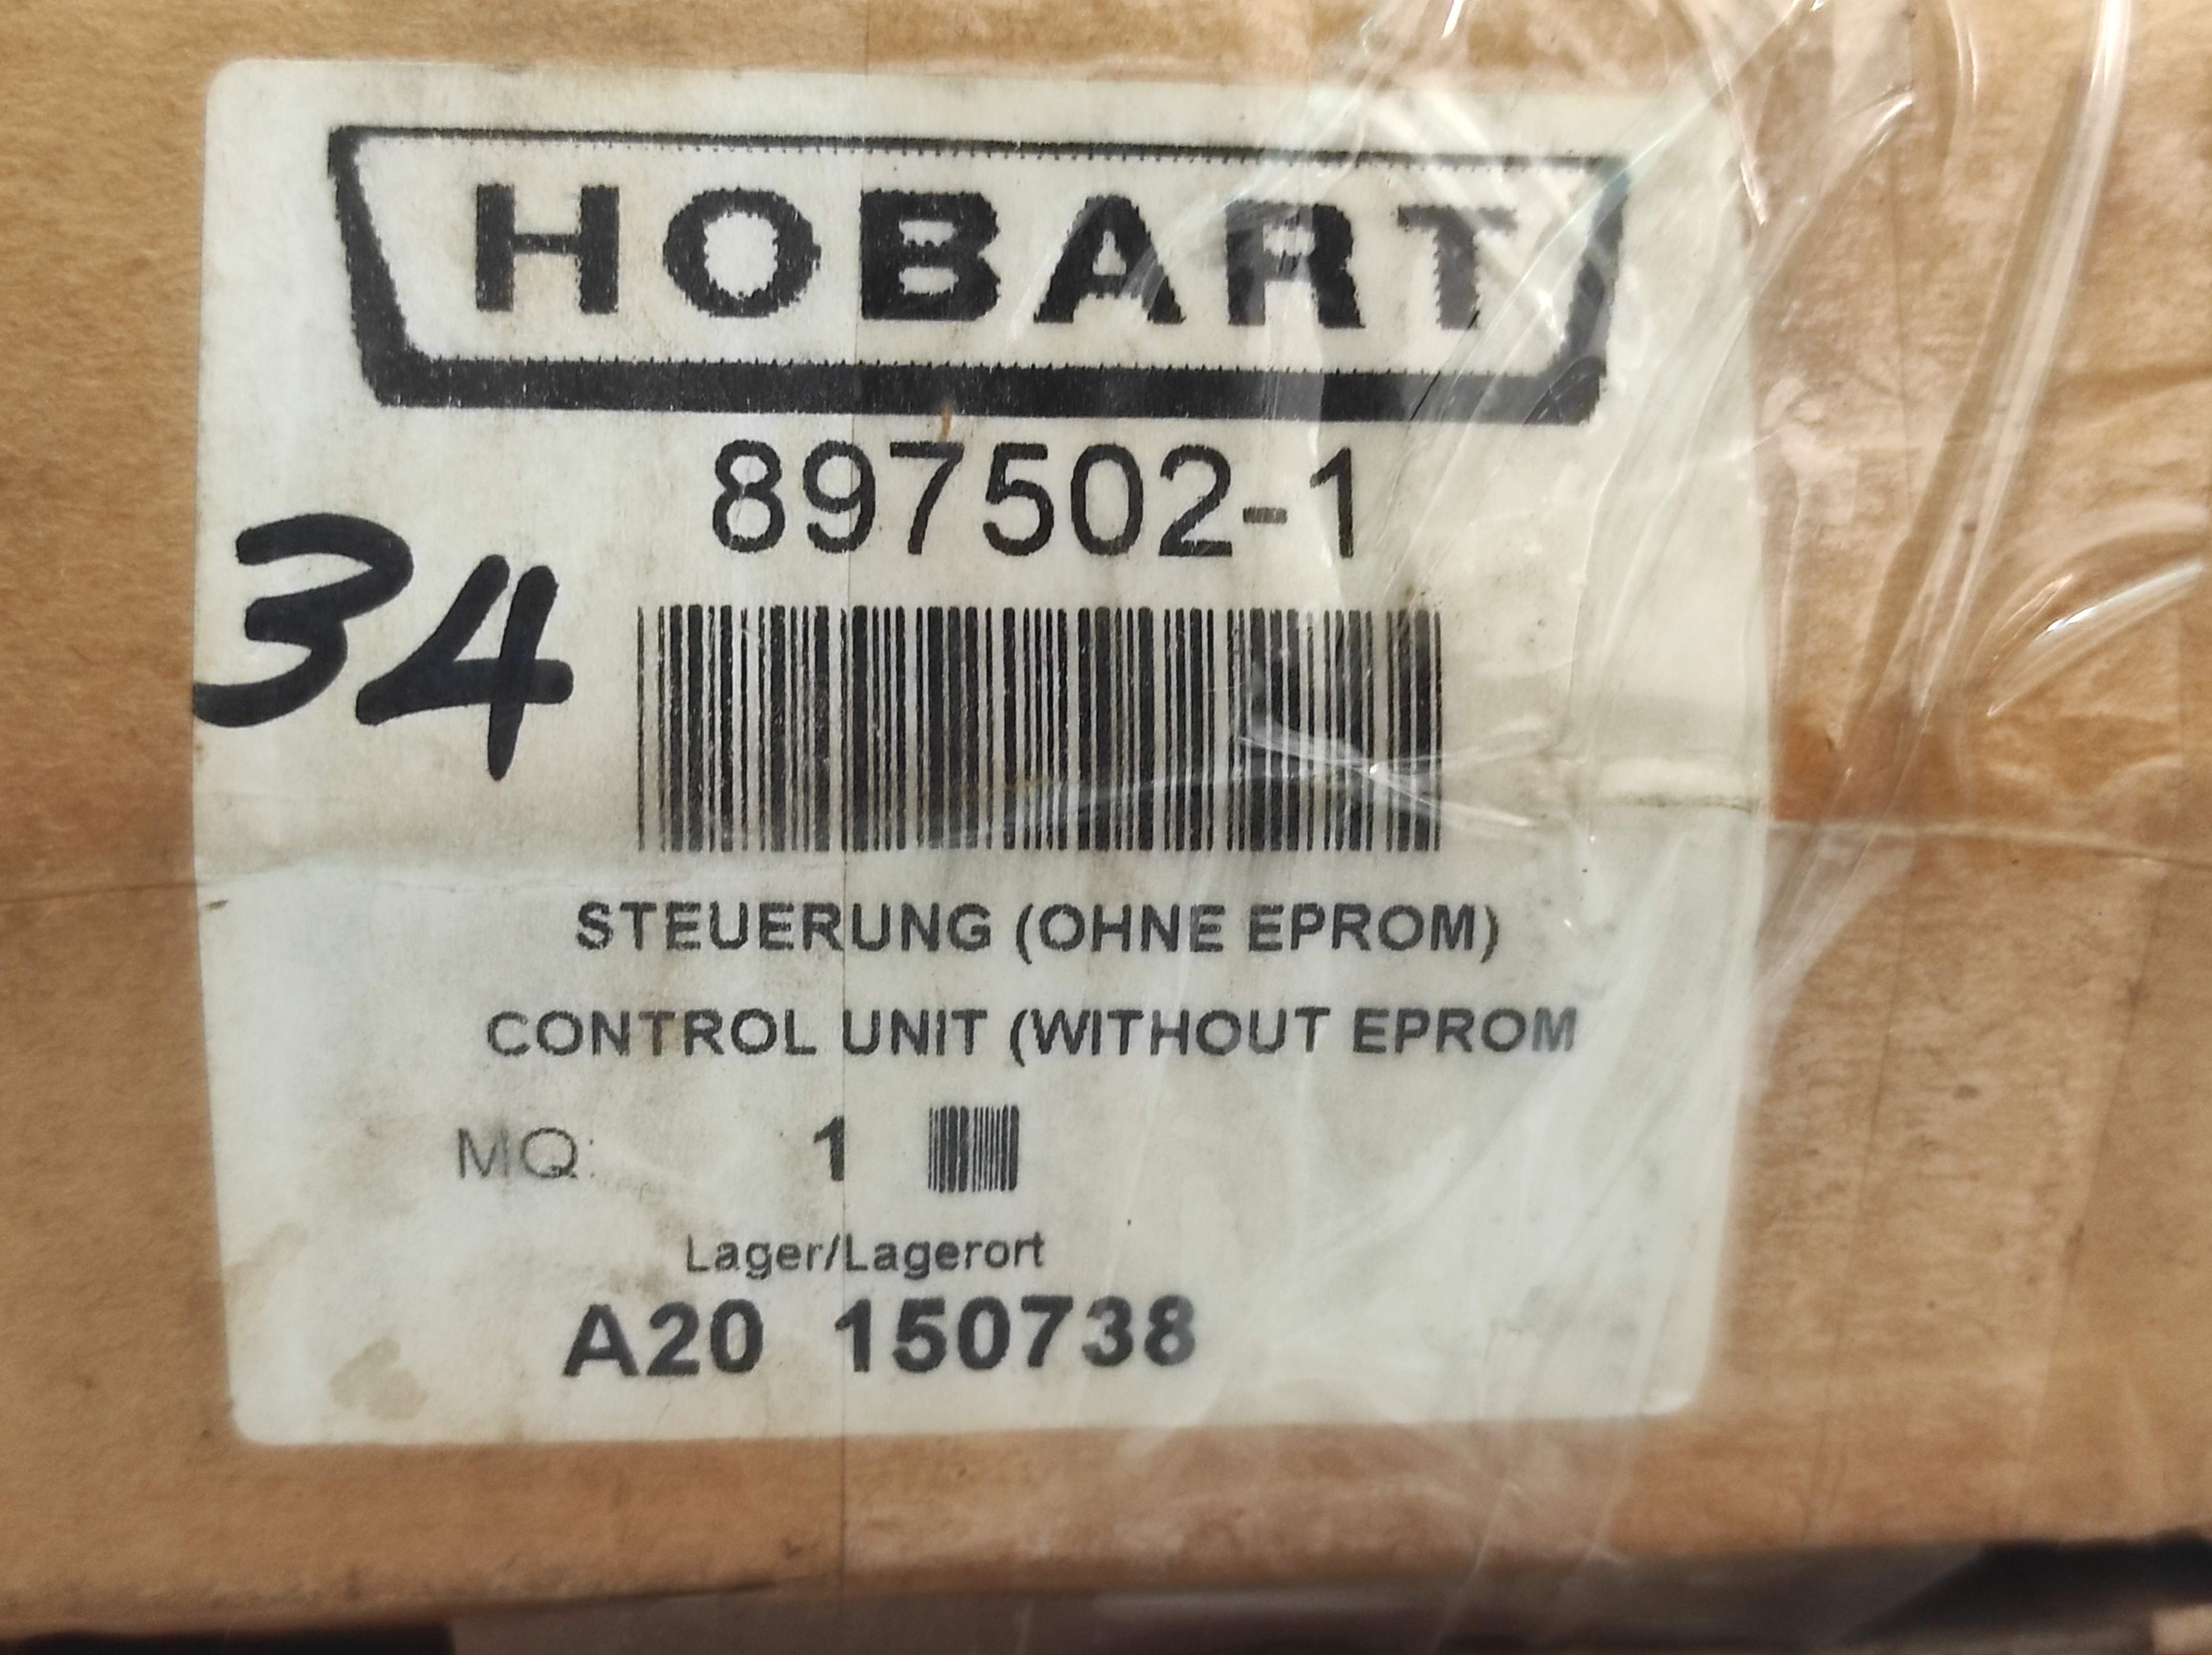 HOBART
897502-1
34
STEUERUNG (OHNE EPROM)
CONTROL UNIT (WITHOUT EPROM
MQ: 1
Lager/Lagerort
A20 150738